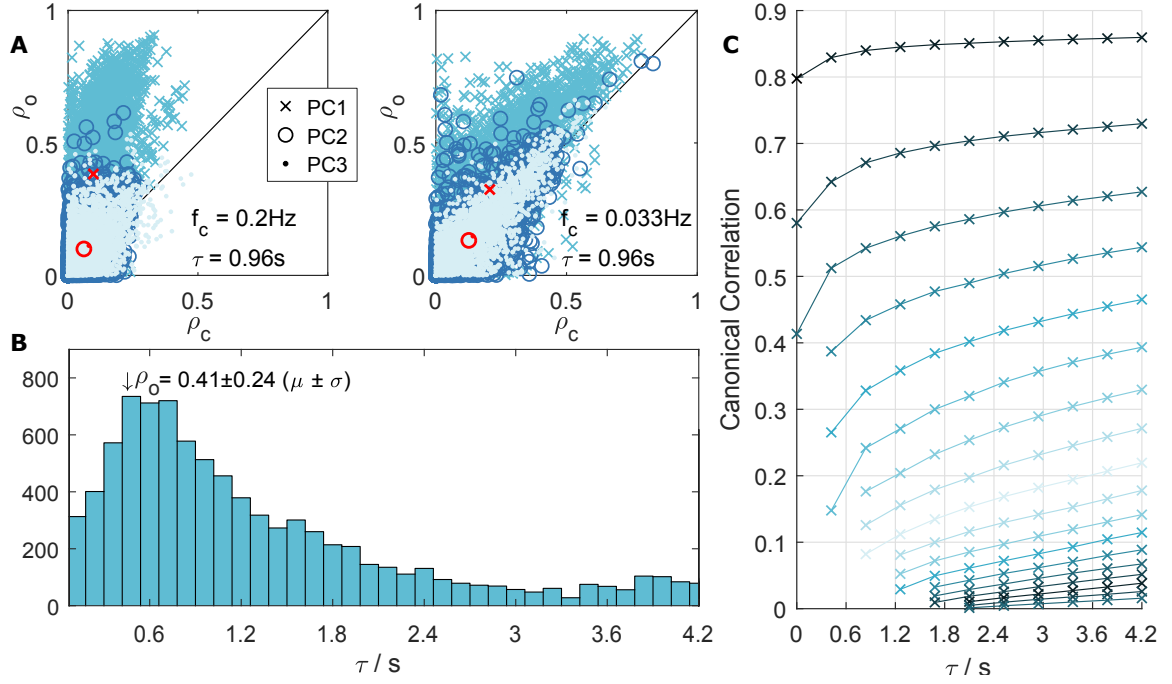 A
1
ρo
0.5
0
0
0.5
1
ρc
× PC1
○ PC2
• PC3
f_c = 0.2Hz
τ = 0.96s
1
ρo
0.5
0
0
0.5
1
ρc
f_c = 0.033Hz
τ = 0.96s
B
800
600
400
200
0
↓ρo= 0.41±0.24 (μ ± σ)
0.6
1.2
1.8
2.4
3
3.6
4.2
τ / s
C
Canonical Correlation
0.9
0.8
0.7
0.6
0.5
0.4
0.3
0.2
0.1
0
0
0.6
1.2
1.8
2.4
3
3.6
4.2
τ / s